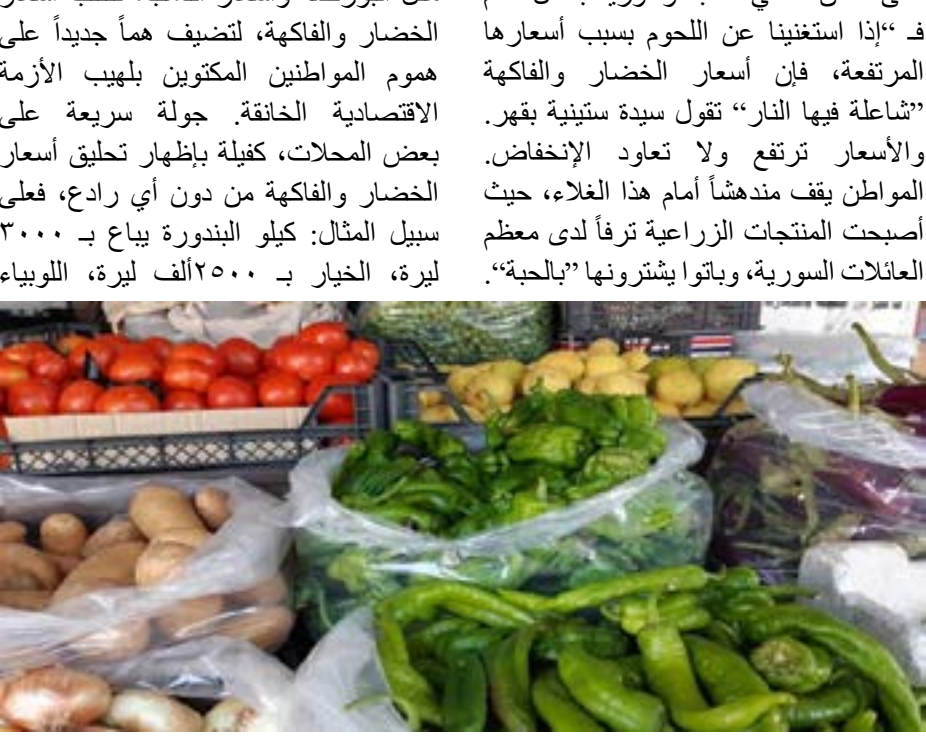 فـ “إذا استغنينا عن اللحوم بسبب أسعارها
المرتفعة، فإن أسعار الخضار والفاكهة
”شاعلة فيها النار“ تقول سيدة ستينية بقهر.
والأسعار ترتفع ولا تعاود الإنخفاض.
المواطن يقف مندهشاً أمام هذا الغلاء، حيث
أصبحت المنتجات الزراعية ترفاً لدى معظم
العائلات السورية، وباتوا يشترونها ”بالحبة“.
الخضار والفاكهة، لتضيف هماً جديداً على
هموم المواطنين المكتوين بلهيب الأزمة
الاقتصادية الخانقة. جولة سريعة على
بعض المحلات، كفيلة بإظهار تحليق أسعار
الخضار والفاكهة من دون أي رادع، فعلى
سبيل المثال: كيلو البندورة يباع بـ ٣٠٠٠
ليرة، الخيار بـ ٢٥٠٠ألف ليرة، اللوبياء